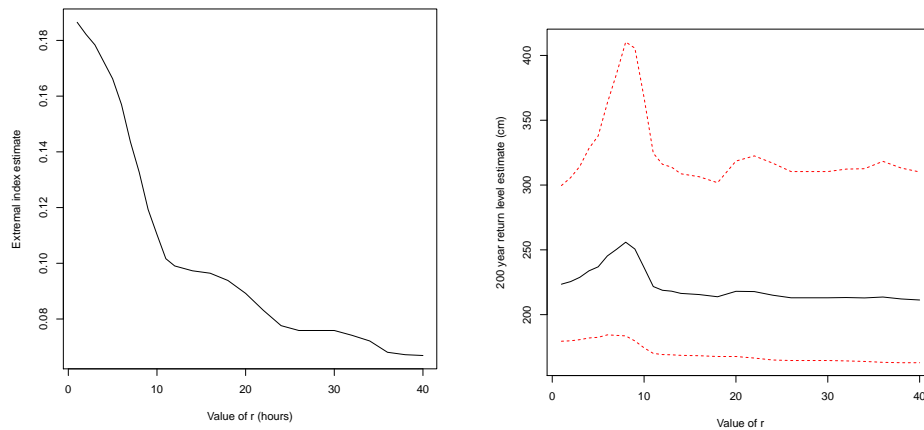 Extremal index estimate
0.18
0.16
0.14
0.12
0.10
0.08
0 10 20 30 40
Value of r (hours)
200 year return level estimate (cm)
400
350
300
250
200
0 10 20 30 40
Value of r